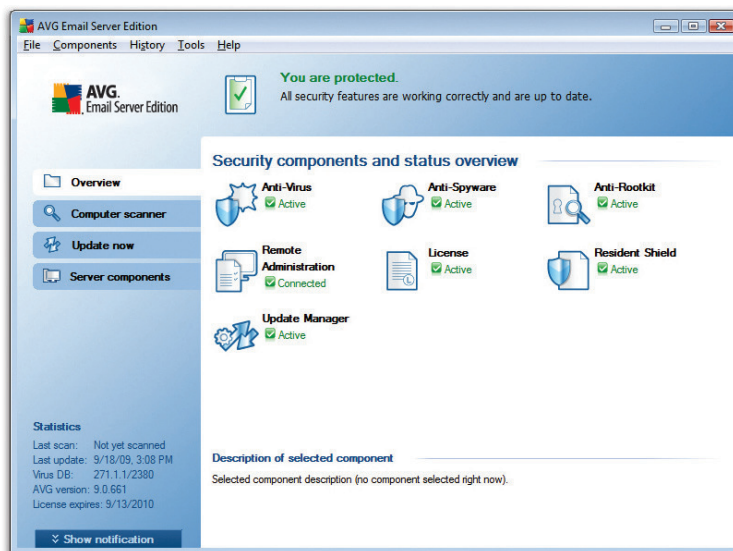 AVG Email Server Edition
File Components History Tools Help
AVG.
Email Server Edition
You are protected.
All security features are working correctly and are up to date.
Overview
Computer scanner
Update now
Server components
Security components and status overview
Anti-Virus
Active
Anti-Spyware
Active
Anti-Rootkit
Active
Remote
Administration
Connected
License
Active
Resident Shield
Active
Update Manager
Active
Statistics
Last scan: Not yet scanned
Last update: 9/18/09, 3:08 PM
Virus DB: 271.1.1/2380
AVG version: 9.0.661
License expires: 9/13/2010
Show notification
Description of selected component
Selected component description (no component selected right now).